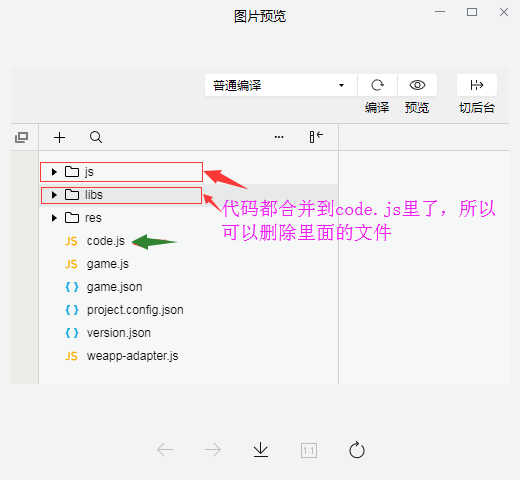 图片预览
普通编译
编译
预览
切后台
js
libs
res
代码都合并到code.js里了，所以
可以删除里面的文件
JS code.js
JS game.js
{ } game.json
{ } project.config.json
{ } version.json
JS weapp-adapter.js
1:1